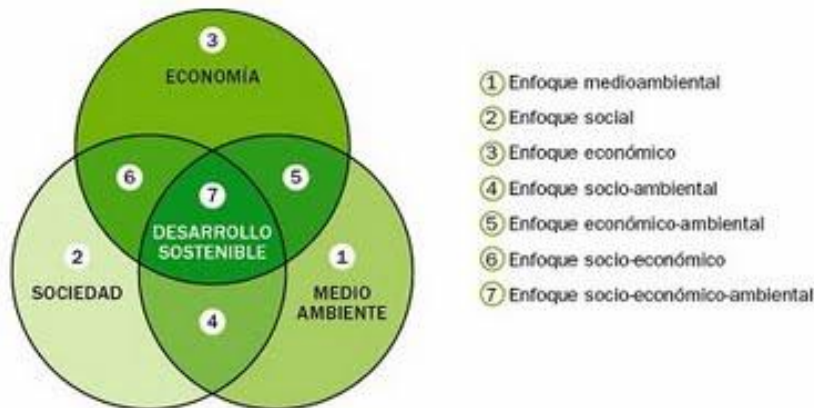 3
ECONOMÍA
6
7
5
DESARROLLO
SOSTENIBLE
2
SOCIEDAD
1
MEDIO
AMBIENTE
4
1 Enfoque medioambiental
2 Enfoque social
3 Enfoque económico
4 Enfoque socio-ambiental
5 Enfoque económico-ambiental
6 Enfoque socio-económico
7 Enfoque socio-económico-ambiental